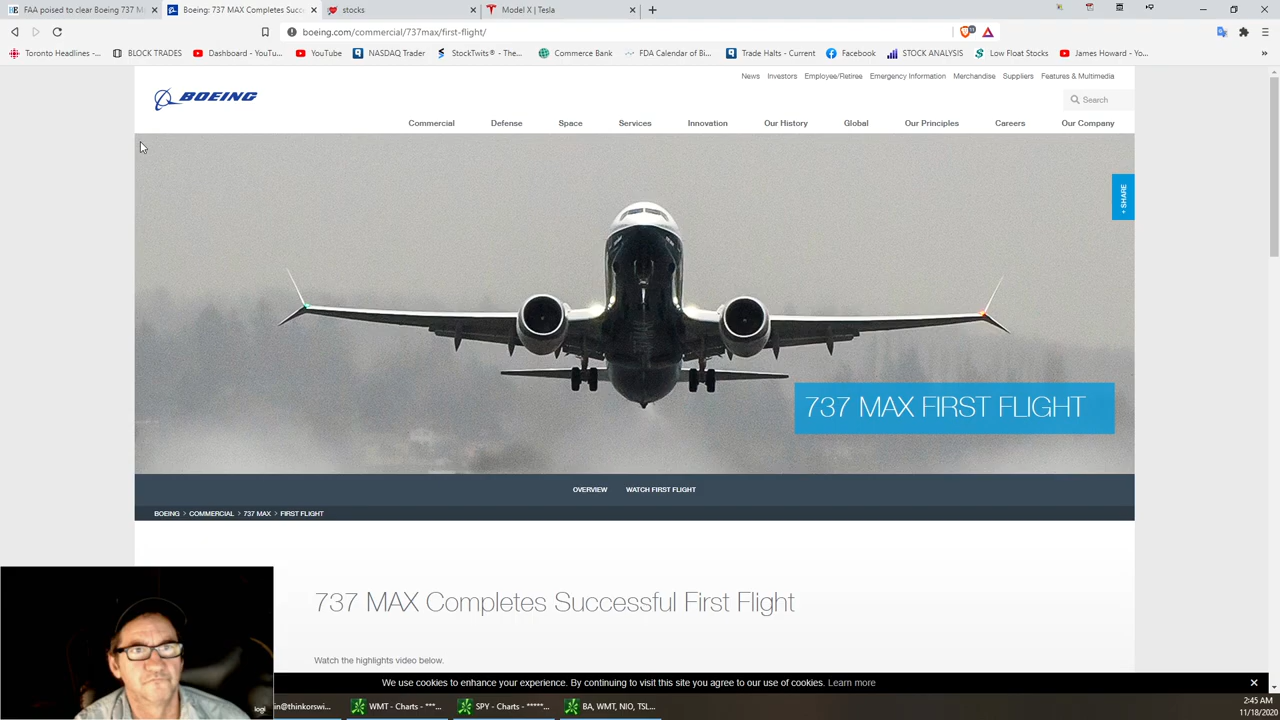 FAA poised to clear Boeing 737 M
Boeing: 737 MAX Completes Succ
stocks
Model X | Tesla
boeing.com/commercial/737max/first-flight/
Toronto Headlines -...
BLOCK TRADES
Dashboard - YouTu...
YouTube
NASDAQ Trader
StockTwits® - The...
Commerce Bank
FDA Calendar of Bi...
Trade Halts - Current
Facebook
STOCK ANALYSIS
Low Float Stocks
James Howard - Yo...
News Investors Employee/Retiree Emergency Information Merchandise Suppliers Features & Multimedia
BOEING
Search
Commercial Defense Space Services Innovation Our History Global Our Principles Careers Our Company
+ SHARE
737 MAX FIRST FLIGHT
OVERVIEW WATCH FIRST FLIGHT
BOEING > COMMERCIAL > 737 MAX > FIRST FLIGHT
737 MAX Completes Successful First Flight
Watch the highlights video below.
We use cookies to enhance your experience. By continuing to visit this site you agree to our use of cookies. Learn more
logi
in@thinkorswi...
WMT - Charts - ***...
SPY - Charts - *****...
BA, WMT, NIO, TSL...
2:45 AM
11/18/2020